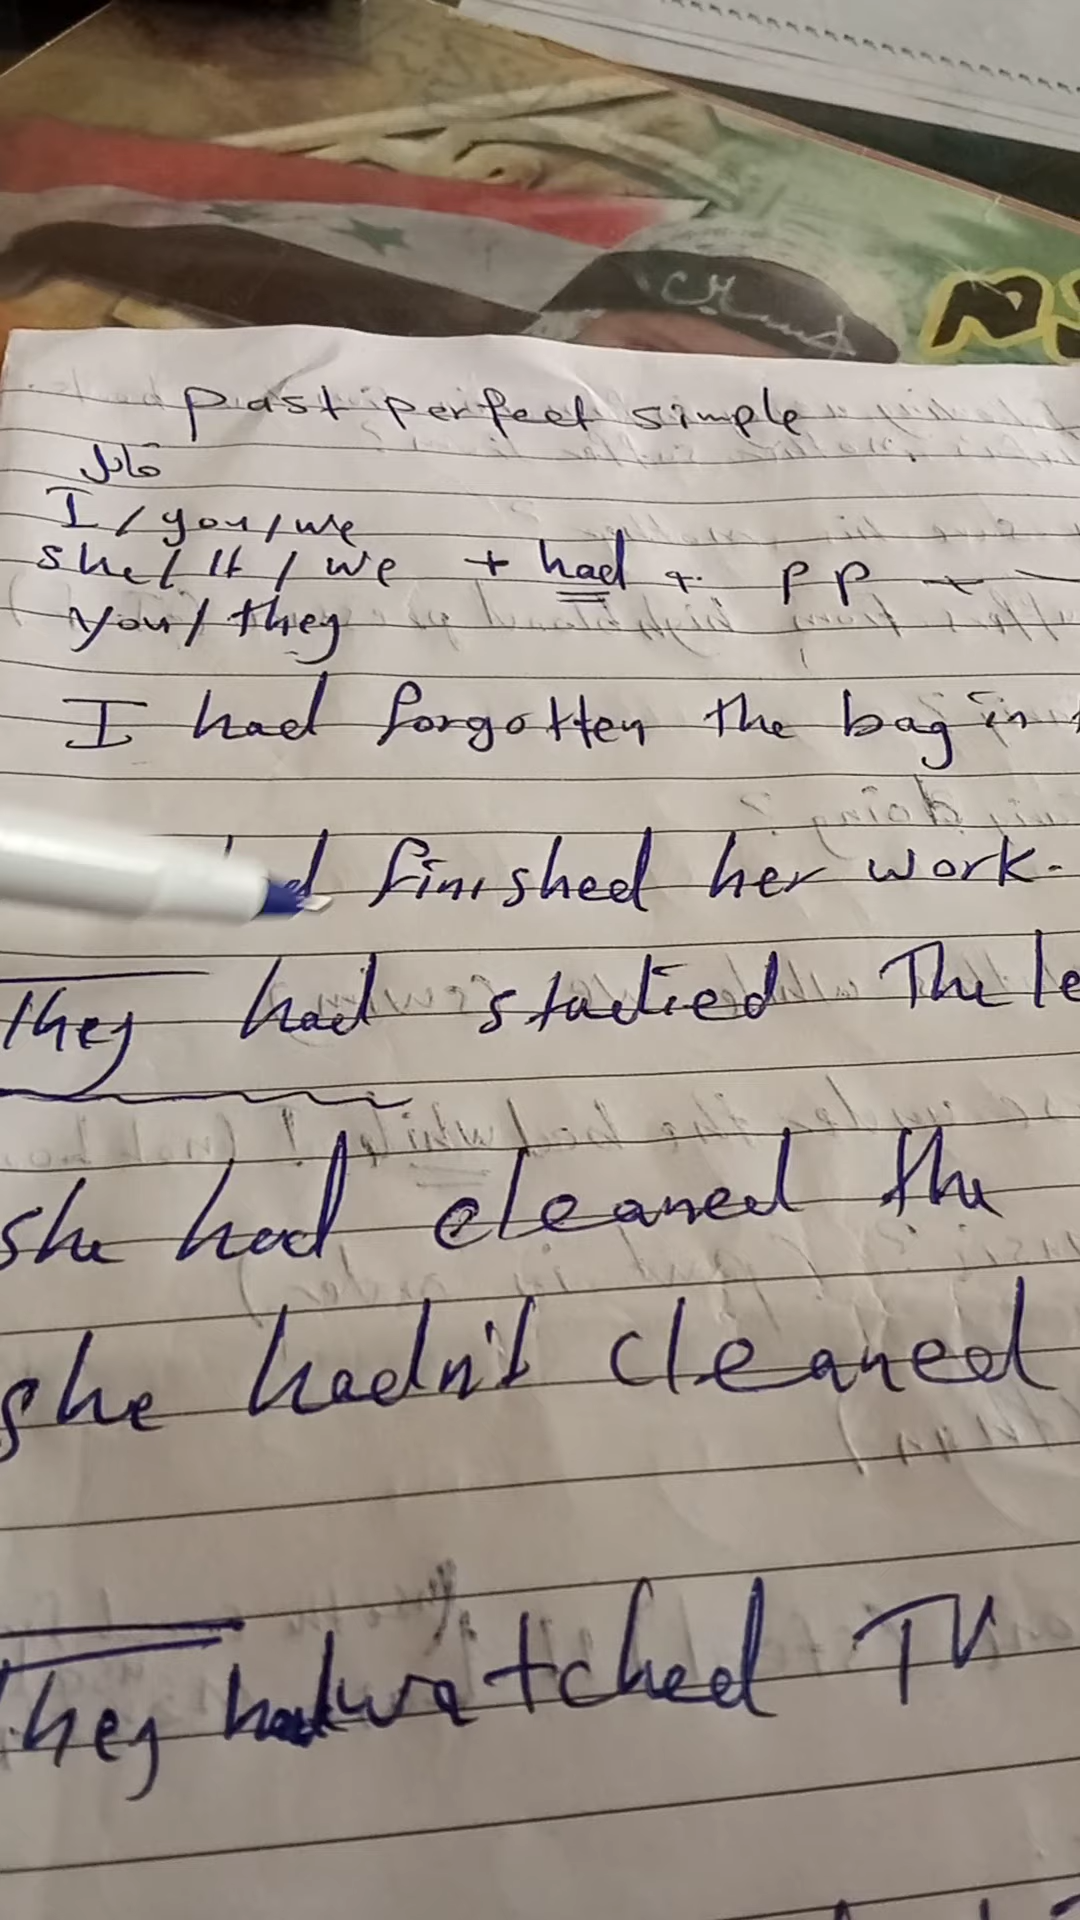 past perfect simple
فاعل
I / you / we
she / It / we + had + pp +
you / they
I had forgotten the bag in
finished her work.
They had studied The le
she had cleaned the
she hadn't cleaned
They had watched TV